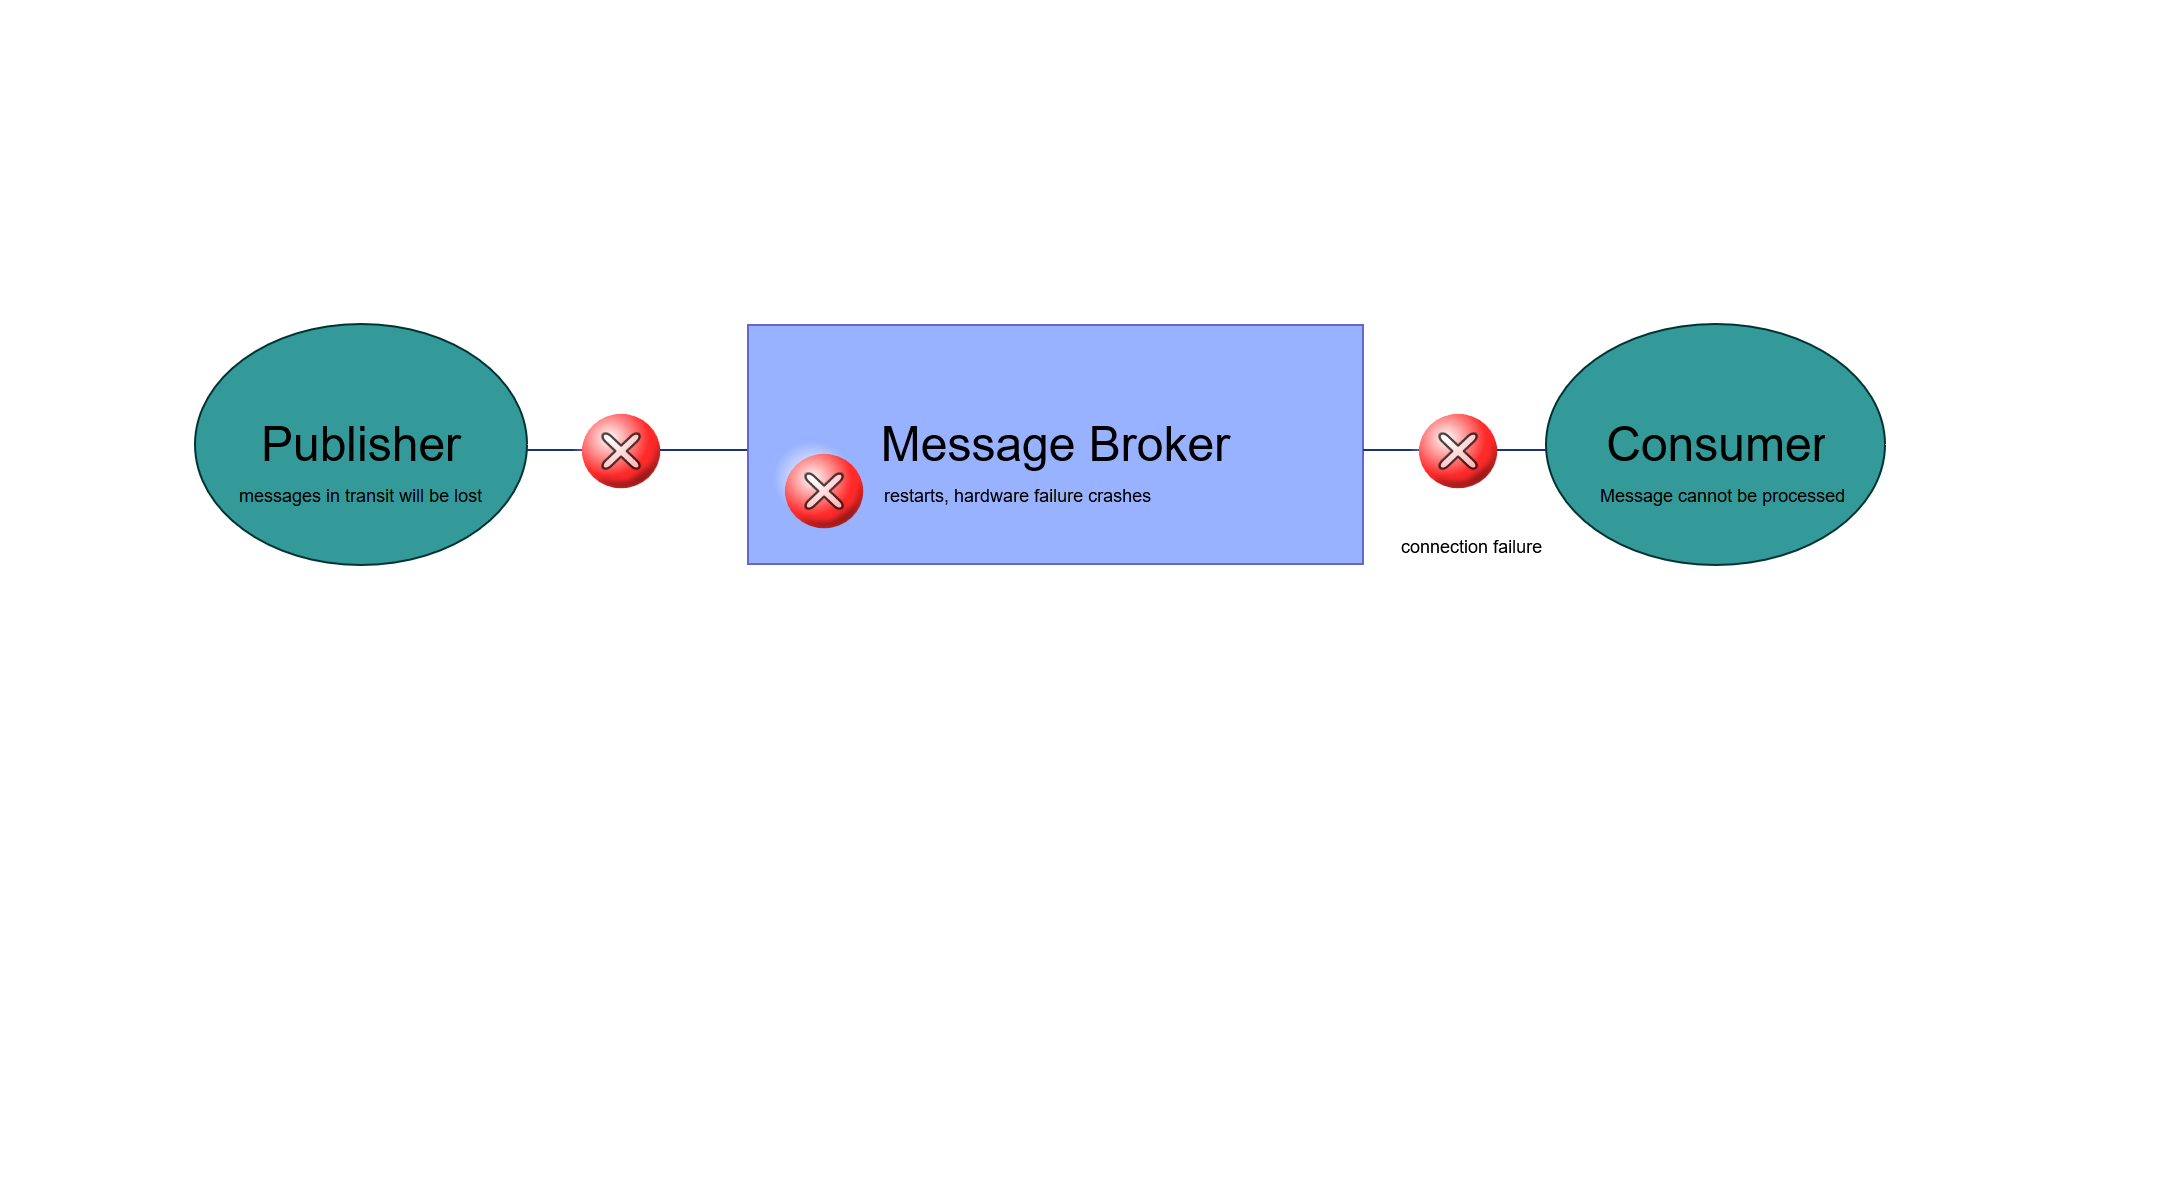 Publisher
messages in transit will be lost
Message Broker
restarts, hardware failure crashes
connection failure
Consumer
Message cannot be processed